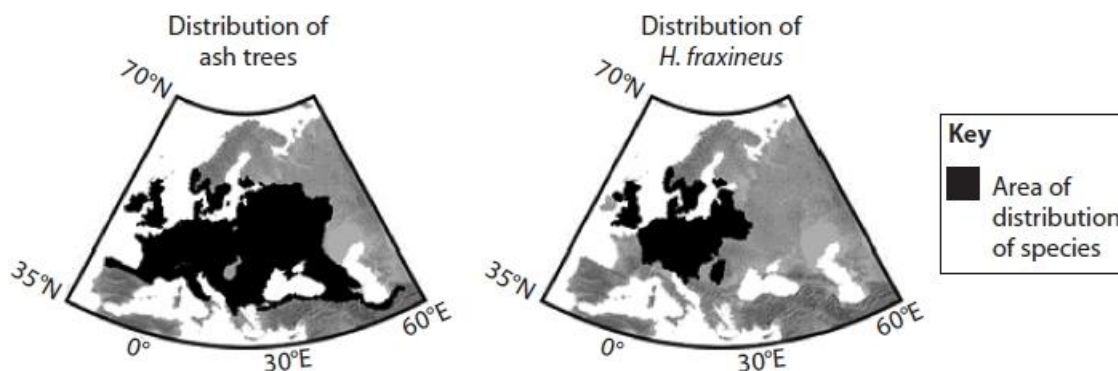 Distribution of
ash trees
70°N
35°N
0°
30°E
60°E
Distribution of
H. fraxineus
70°N
35°N
0°
30°E
60°E
Key
Area of
distribution
of species